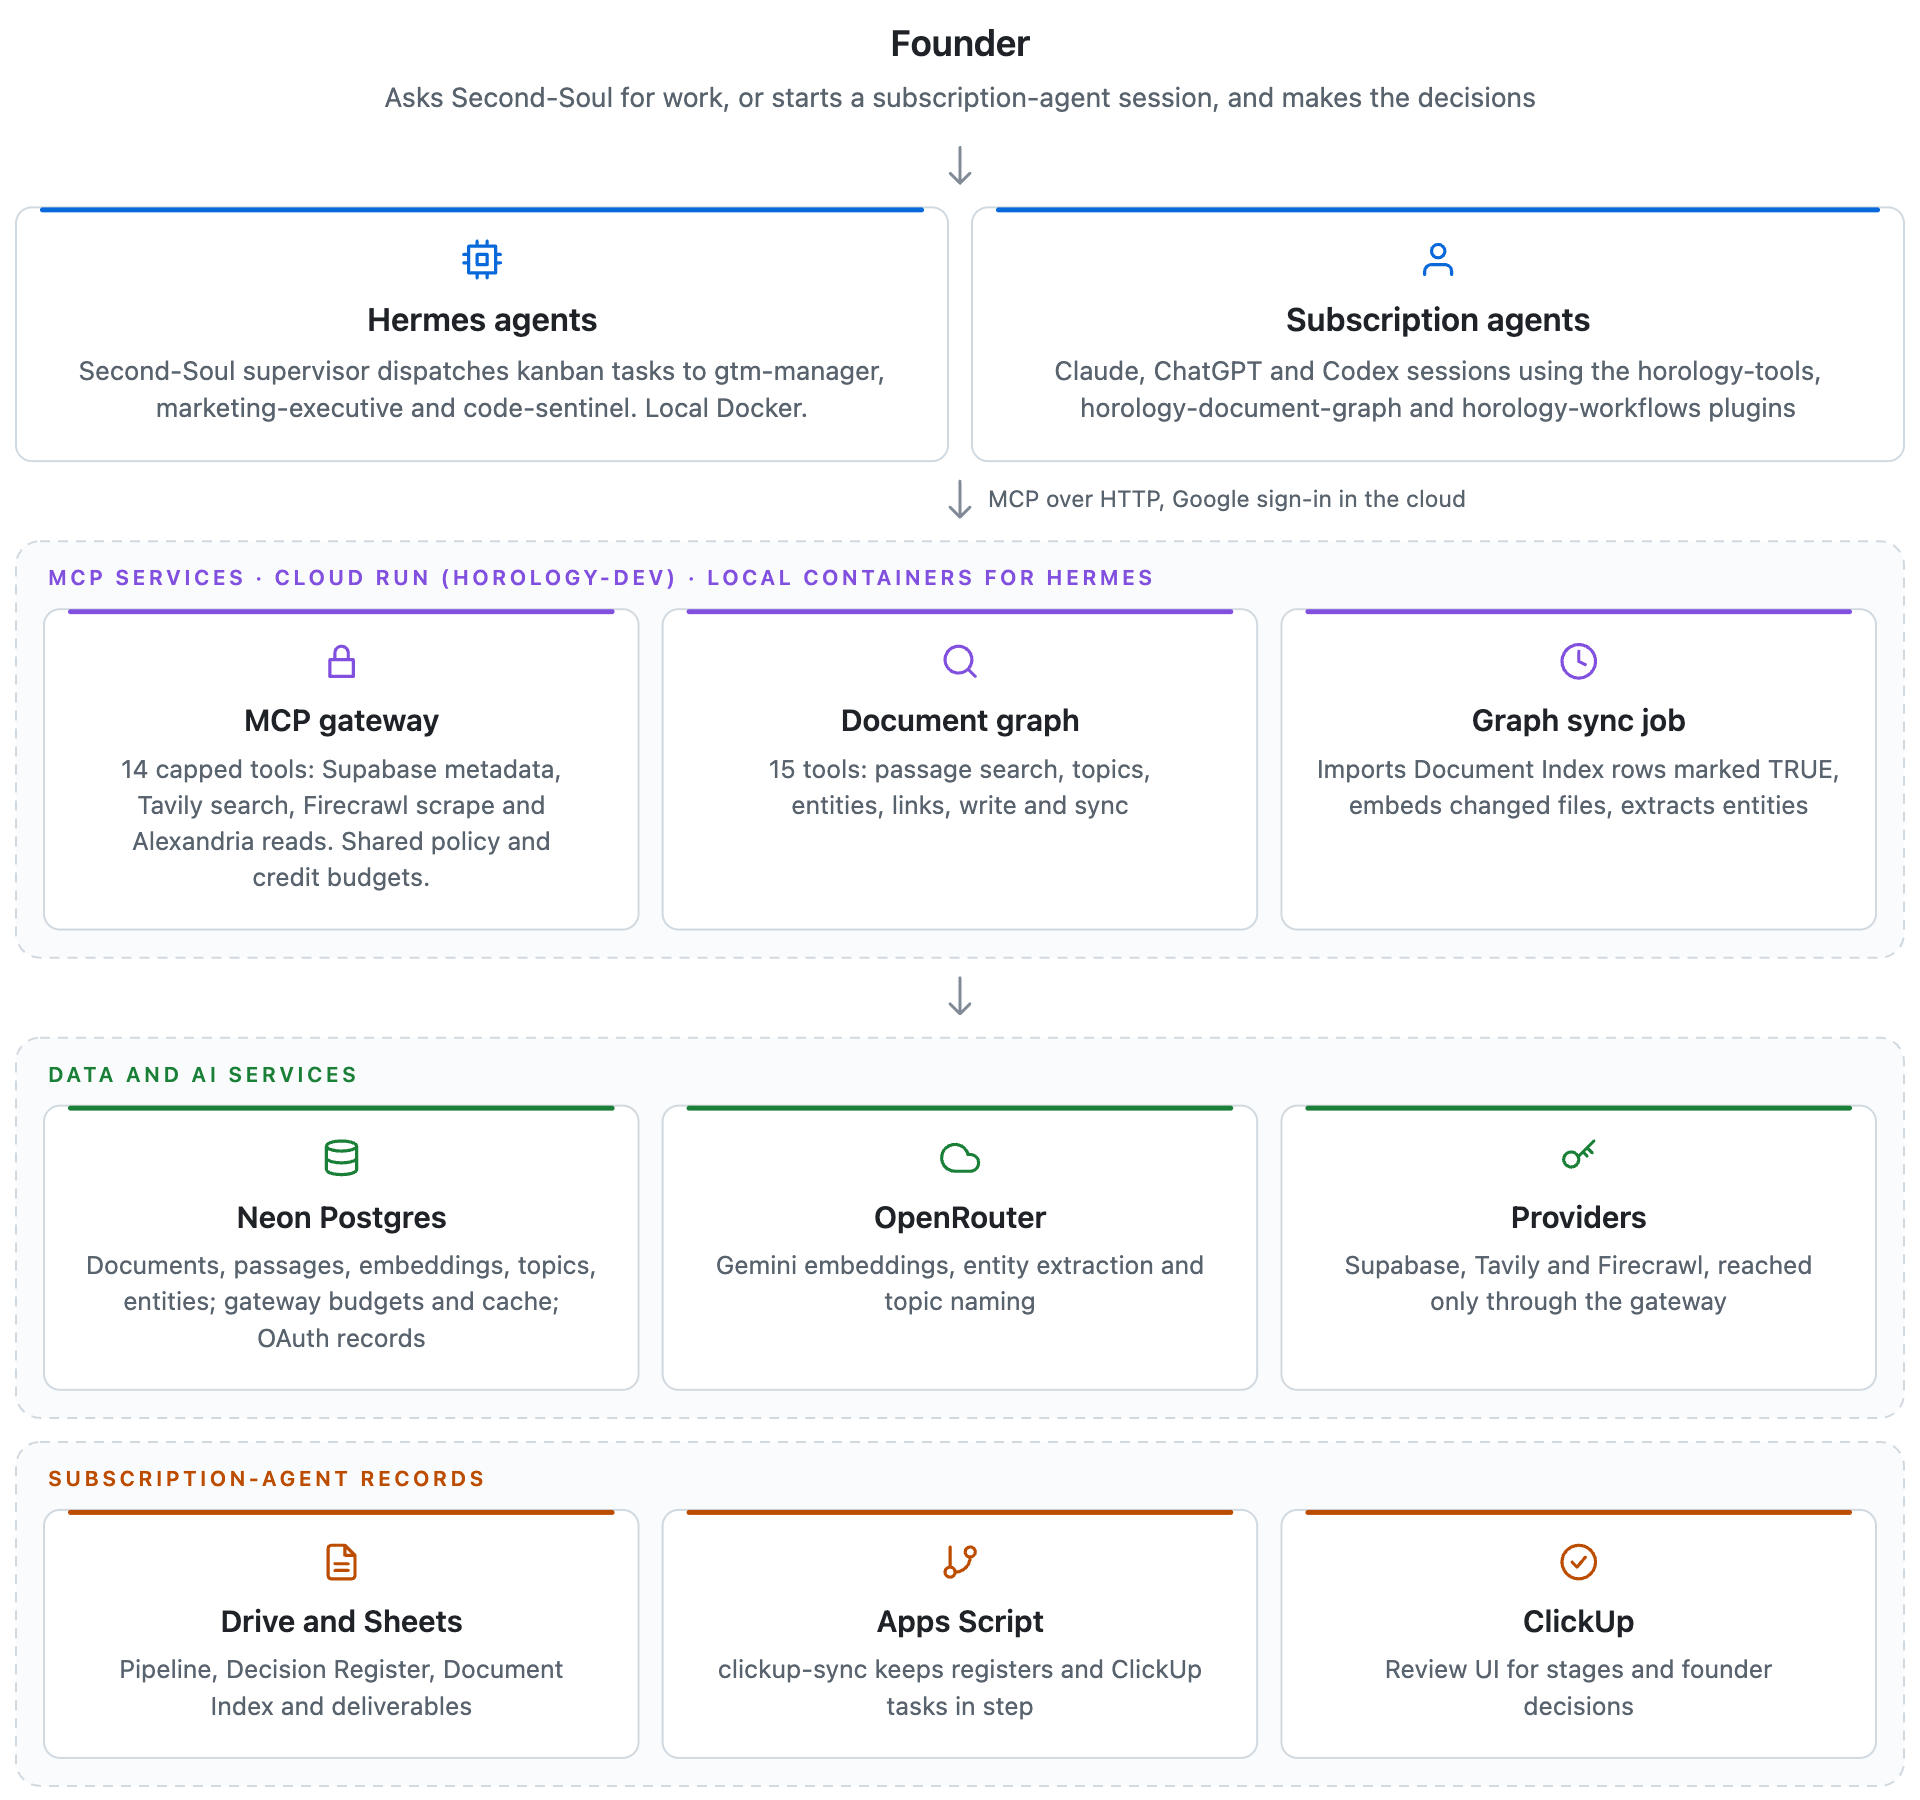 Founder
Asks Second-Soul for work, or starts a subscription-agent session, and makes the decisions
Hermes agents
Second-Soul supervisor dispatches kanban tasks to gtm-manager,
marketing-executive and code-sentinel. Local Docker.
Subscription agents
Claude, ChatGPT and Codex sessions using the horology-tools,
horology-document-graph and horology-workflows plugins
MCP over HTTP, Google sign-in in the cloud
MCP SERVICES · CLOUD RUN (HOROLOGY-DEV) · LOCAL CONTAINERS FOR HERMES
MCP gateway
14 capped tools: Supabase metadata,
Tavily search, Firecrawl scrape and
Alexandria reads. Shared policy and
credit budgets.
Document graph
15 tools: passage search, topics,
entities, links, write and sync
Graph sync job
Imports Document Index rows marked TRUE,
embeds changed files, extracts entities
DATA AND AI SERVICES
Neon Postgres
Documents, passages, embeddings, topics,
entities; gateway budgets and cache;
OAuth records
OpenRouter
Gemini embeddings, entity extraction and
topic naming
Providers
Supabase, Tavily and Firecrawl, reached
only through the gateway
SUBSCRIPTION-AGENT RECORDS
Drive and Sheets
Pipeline, Decision Register, Document
Index and deliverables
Apps Script
clickup-sync keeps registers and ClickUp
tasks in step
ClickUp
Review UI for stages and founder
decisions